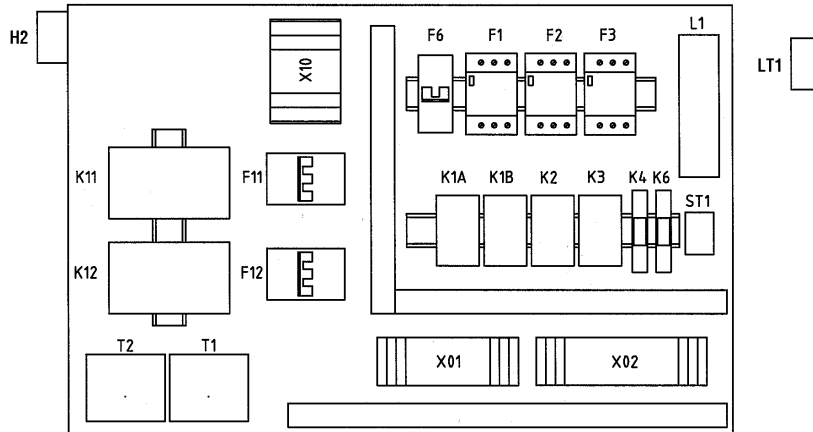 F6 F1 F2 F3 L1
H2
X10
LT1
K11
F11
K1A K1B K2 K3 K4 K6
ST1
K12
F12
T2 T1
X01 X02